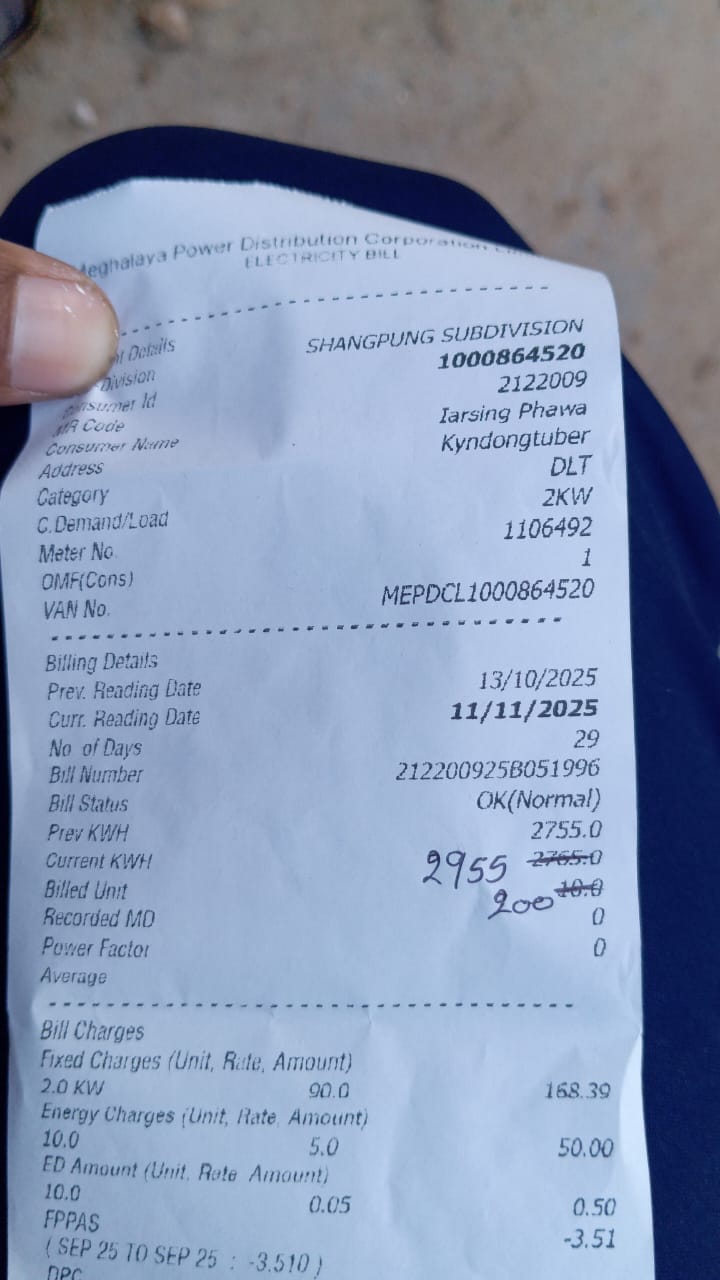 Meghalaya Power Distribution Corporation
ELECTRICITY BILL
Details
Division SHANGPUNG SUBDIVISION
Consumer Id 1000864520
MR Code 2122009
Consumer Name Iarsing Phawa
Address Kyndongtuber
Category DLT
C.Demand/Load 2KW
Meter No. 1106492
OMF(Cons) 1
VAN No. MEPDCL1000864520
Billing Details
Prev. Reading Date 13/10/2025
Curr. Reading Date 11/11/2025
No of Days 29
Bill Number 212200925B051996
Bill Status OK(Normal)
Prev KWH 2755.0
Current KWH 2955 2765.0
Billed Unit 200 10.0
Recorded MD 0
Power Factor 0
Average
Bill Charges
Fixed Charges (Unit, Rate, Amount)
2.0 KW 90.0 168.39
Energy Charges (Unit, Rate, Amount)
10.0 5.0 50.00
ED Amount (Unit, Rate Amount)
10.0 0.05 0.50
FPPAS -3.51
( SEP 25 TO SEP 25 : -3.510 )
DPC